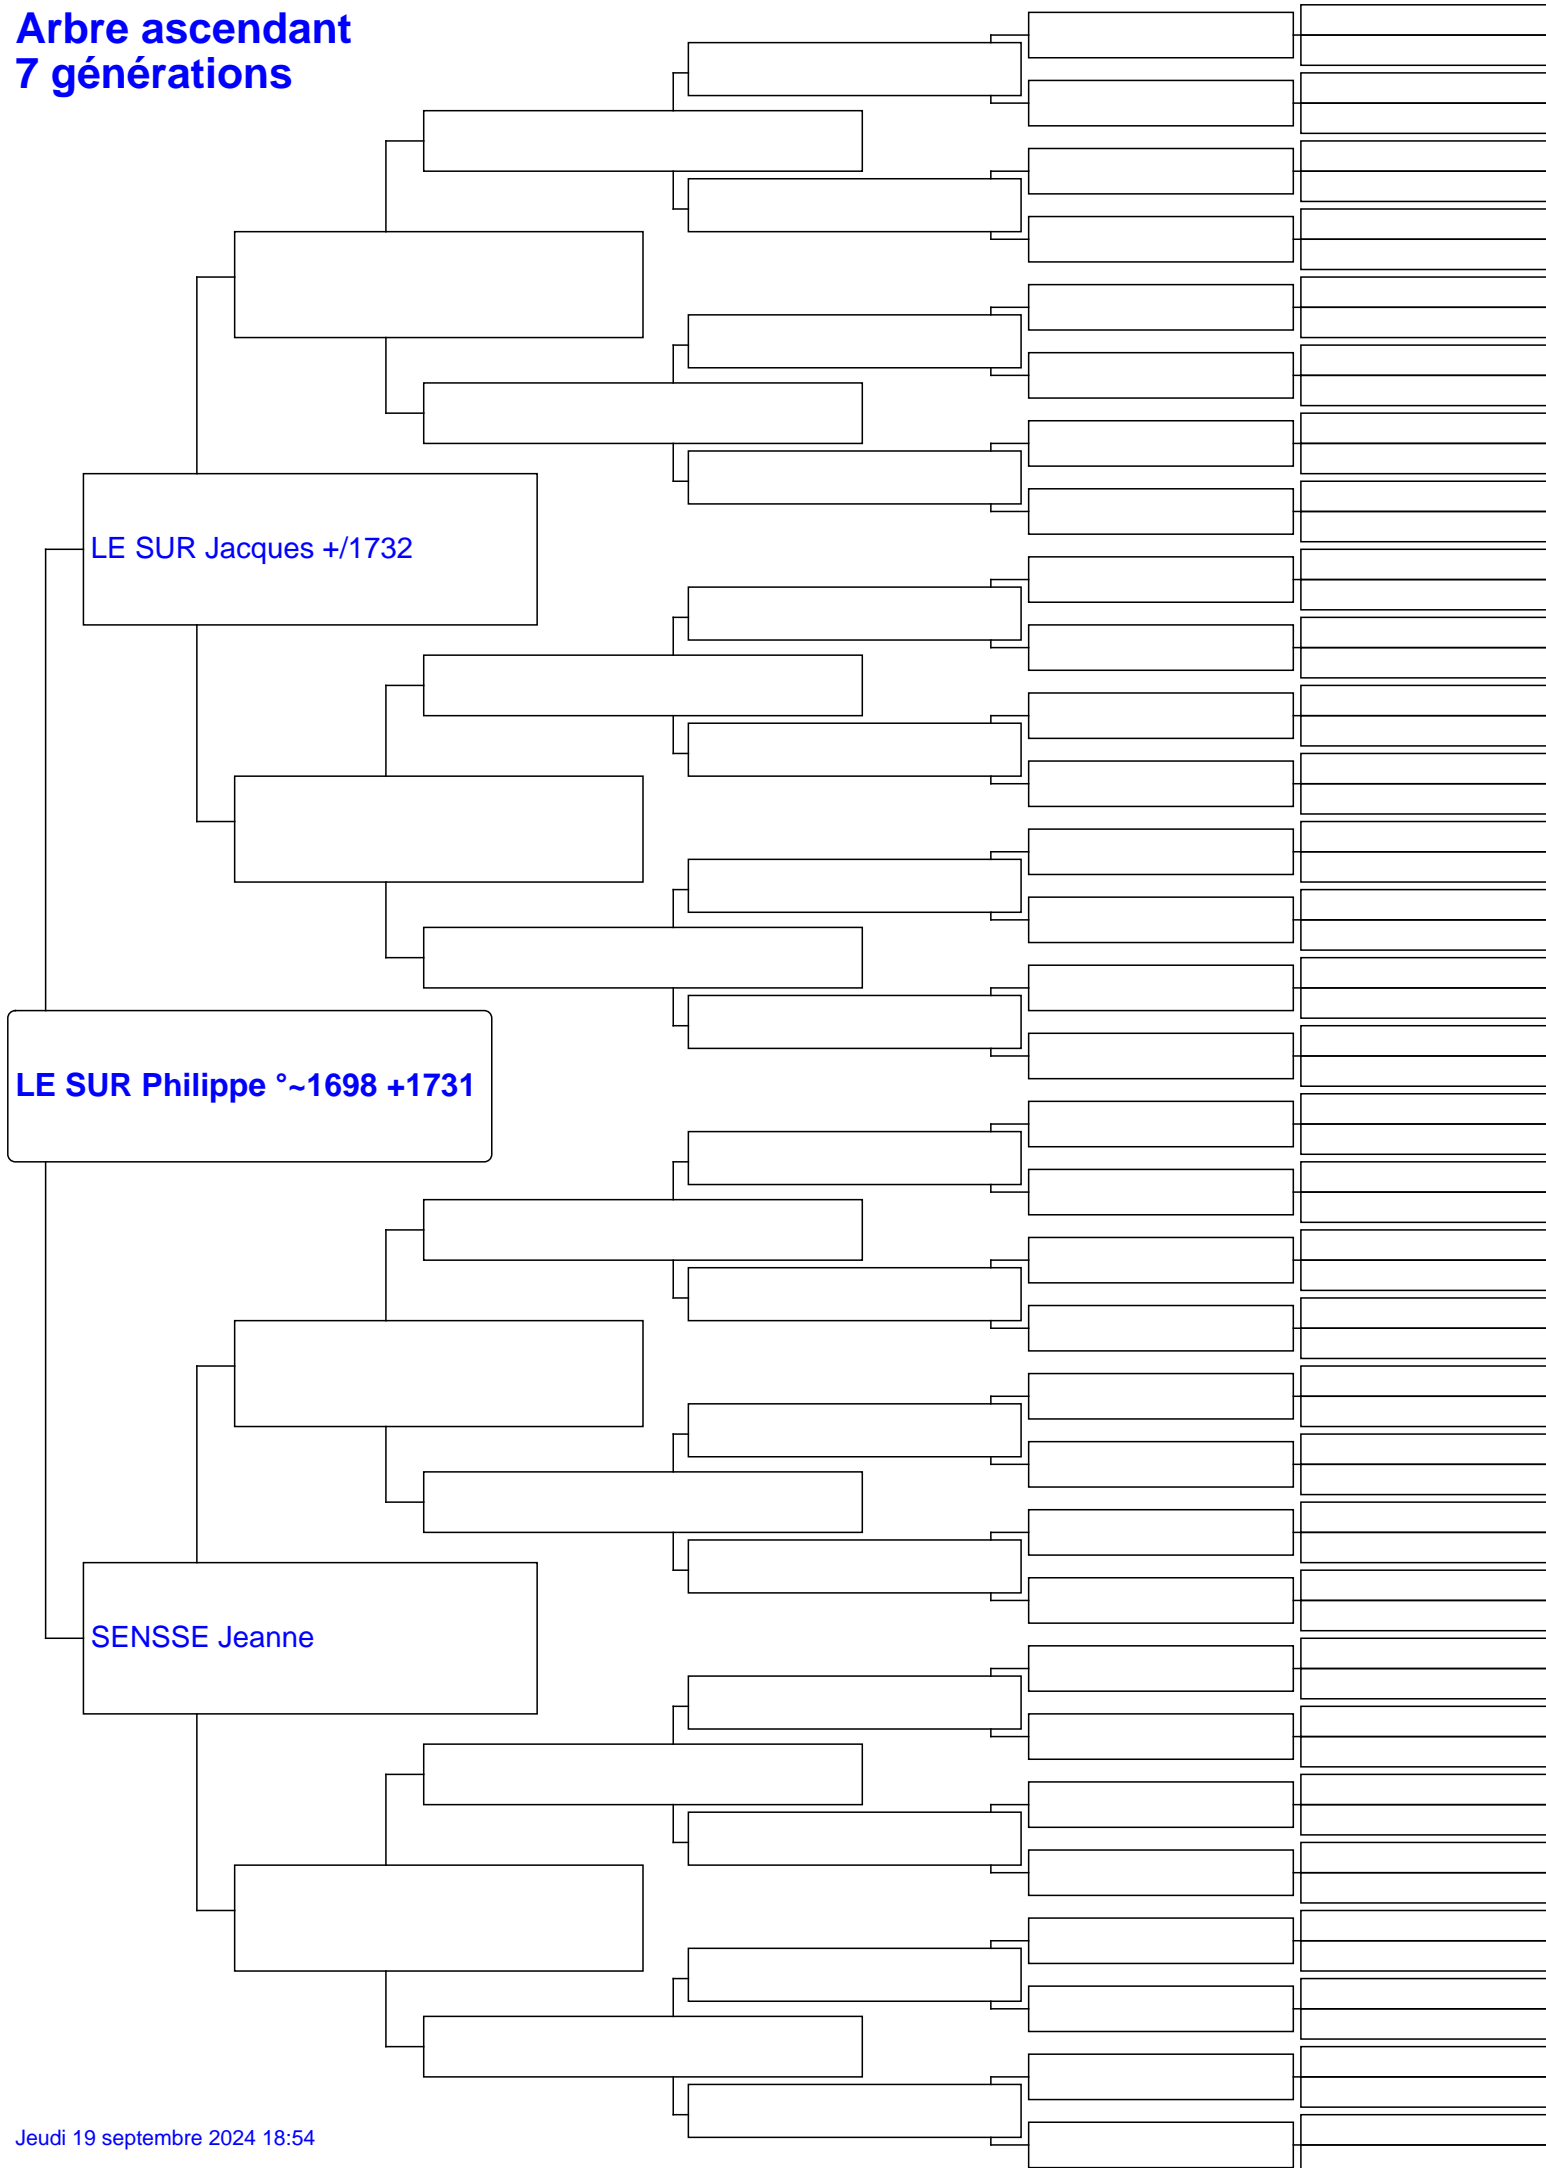 Arbre ascendant
7 générations
LE SUR Jacques +/1732
LE SUR Philippe °~1698 +1731
SENSSE Jeanne
Jeudi 19 septembre 2024 18:54